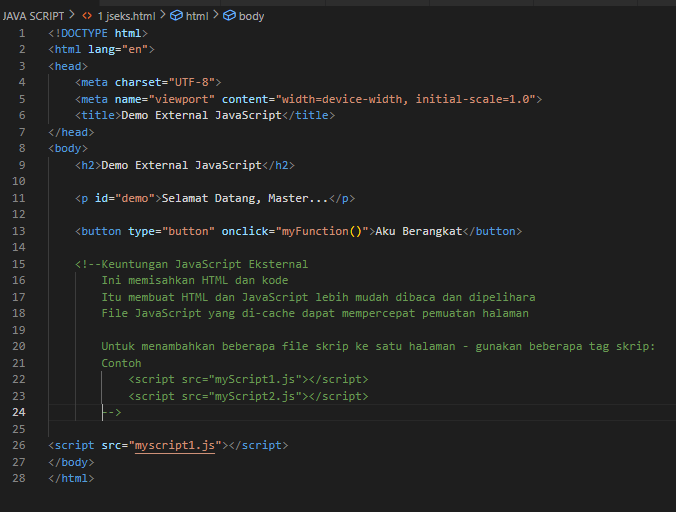 JAVA SCRIPT > <> 1 jseks.html > html > body
1 <!DOCTYPE html>
2 <html lang="en">
3 <head>
4 <meta charset="UTF-8">
5 <meta name="viewport" content="width=device-width, initial-scale=1.0">
6 <title>Demo External JavaScript</title>
7 </head>
8 <body>
9 <h2>Demo External JavaScript</h2>
10
11 <p id="demo">Selamat Datang, Master...</p>
12
13 <button type="button" onclick="myFunction()">Aku Berangkat</button>
14
15 <!--Keuntungan JavaScript Eksternal
16 Ini memisahkan HTML dan kode
17 Itu membuat HTML dan JavaScript lebih mudah dibaca dan dipelihara
18 File JavaScript yang di-cache dapat mempercepat pemuatan halaman
19
20 Untuk menambahkan beberapa file skrip ke satu halaman - gunakan beberapa tag skrip:
21 Contoh
22 <script src="myScript1.js"></script>
23 <script src="myScript2.js"></script>
24 -->
25
26 <script src="myscript1.js"></script>
27 </body>
28 </html>